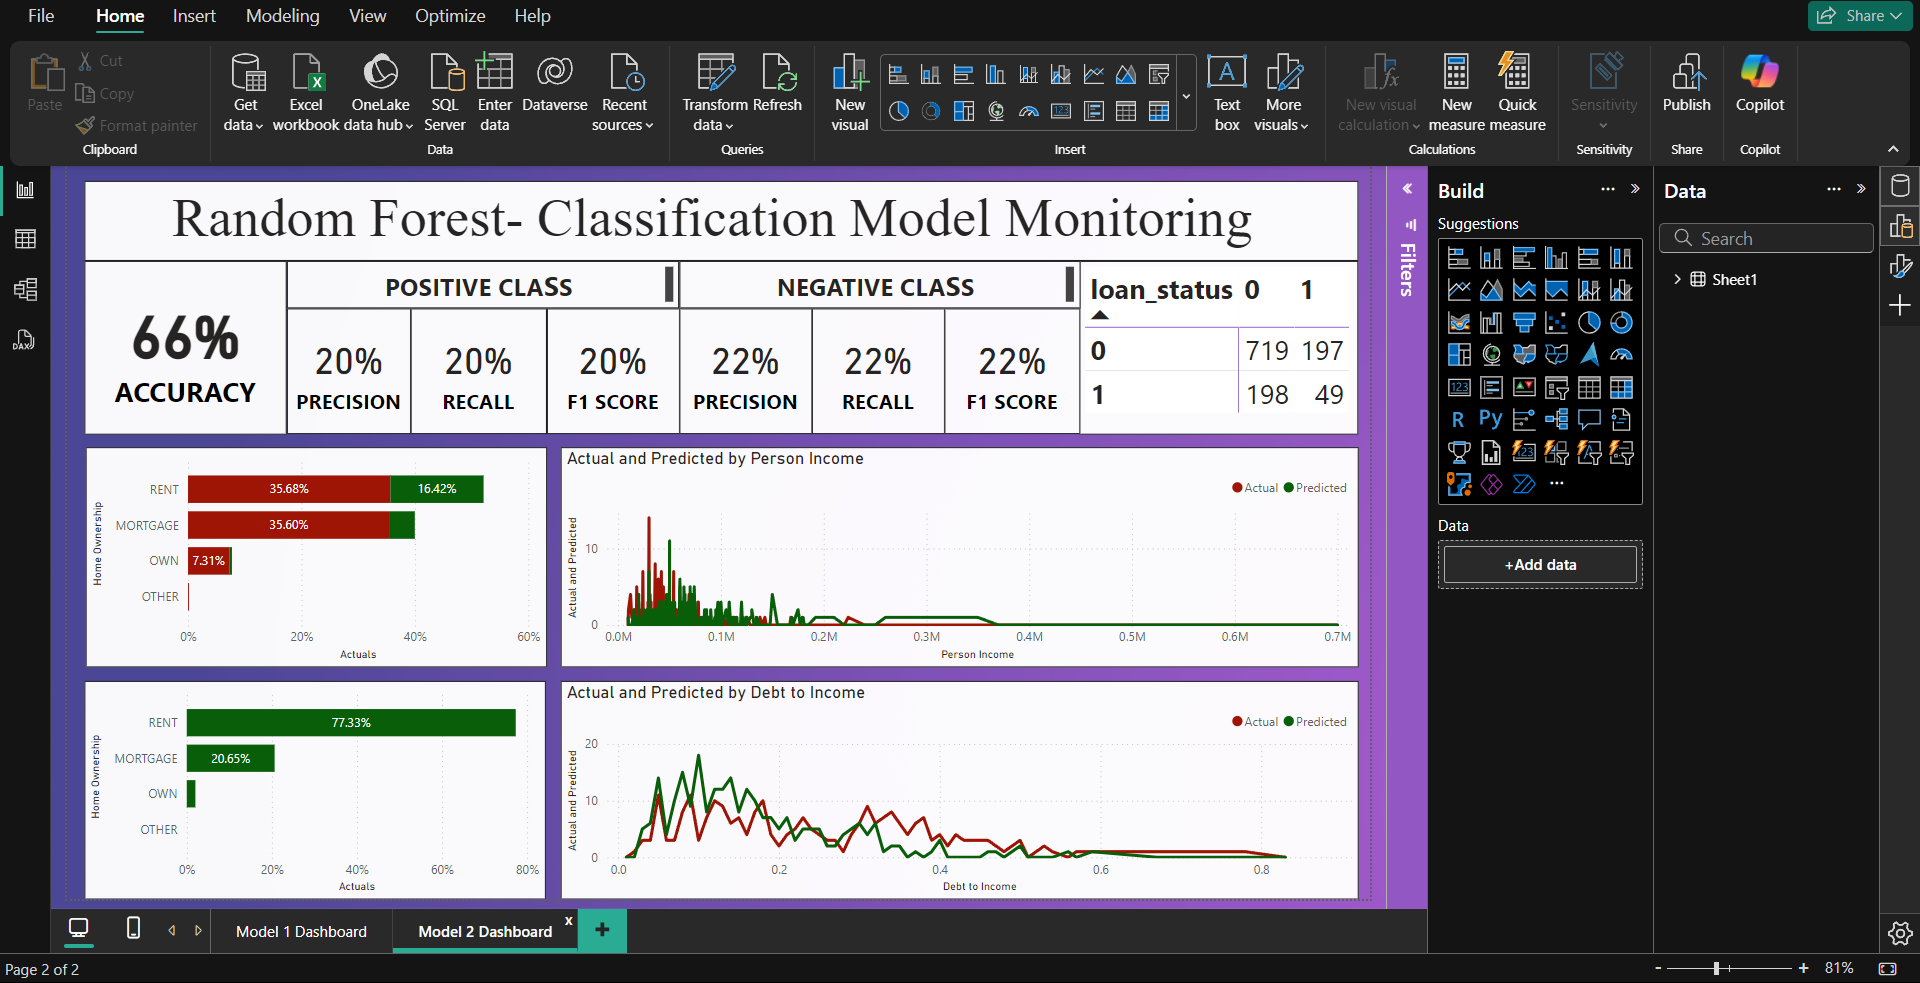 File Home Insert Modeling View Optimize Help Share
Paste Cut
Copy
Format painter
Clipboard
Get data Excel workbook OneLake data hub SQL Server Enter data Dataverse Recent sources
Data
Transform data Refresh
Queries
New visual Text box More visuals
Insert
New visual calculation New measure Quick measure
Calculations
Sensitivity
Sensitivity
Publish
Share
Copilot
Copilot
Random Forest- Classification Model Monitoring
66%
ACCURACY
POSITIVE CLASS
20% 20% 20%
PRECISION RECALL F1 SCORE
NEGATIVE CLASS
22% 22% 22%
PRECISION RECALL F1 SCORE
loan_status 0 1
0 719 197
1 198 49
Home Ownership
RENT 35.68% 16.42%
MORTGAGE 35.60%
OWN 7.31%
OTHER
0% 20% 40% 60%
Actuals
Actual and Predicted by Person Income
Actual Predicted
Actual and Predicted
10
0
0.0M 0.1M 0.2M 0.3M 0.4M 0.5M 0.6M 0.7M
Person Income
Home Ownership
RENT 77.33%
MORTGAGE 20.65%
OWN
OTHER
0% 20% 40% 60% 80%
Actuals
Actual and Predicted by Debt to Income
Actual Predicted
Actual and Predicted
20
10
0
0.0 0.2 0.4 0.6 0.8
Debt to Income
Filters
Build
Suggestions
123
R Py
123
Data
+Add data
Data
Search
Sheet1
DAX
Model 1 Dashboard Model 2 Dashboard x +
Page 2 of 2
- + 81%